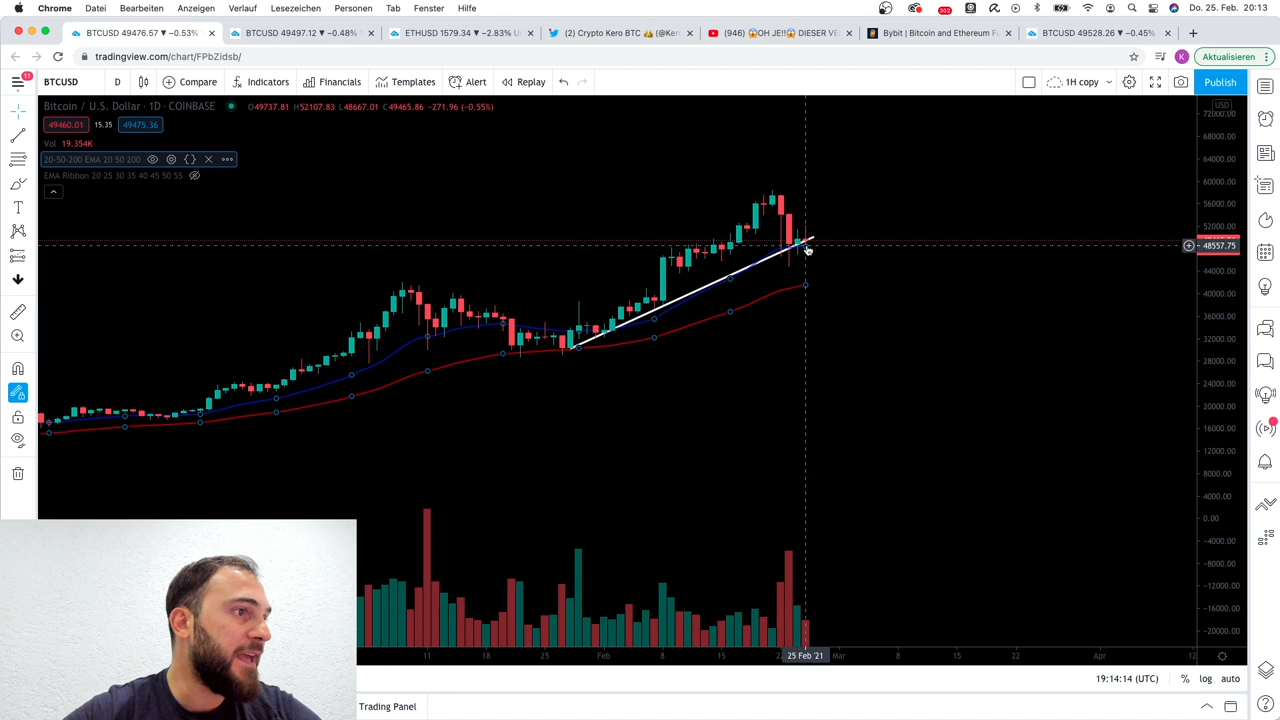 Chrome Datei Bearbeiten Anzeigen Verlauf Lesezeichen Personen Tab Fenster Hilfe 302 Do. 25. Feb. 20:13
BTCUSD 49476.57 ▼ −0.53% × BTCUSD 49497.12 ▼ −0.48% × ETHUSD 1579.34 ▼ −2.83% × (2) Crypto Kero BTC × (946) OH JE!! DIESER × Bybit | Bitcoin and Ethereum × BTCUSD 49528.26 ▼ −0.45% × +
tradingview.com/chart/FPbZidsb/ K Aktualisieren
11 BTCUSD D Compare Indicators Financials Templates Alert Replay 1H copy Publish
Bitcoin / U.S. Dollar · 1D · COINBASE O49737.81 H52107.83 L48667.01 C49465.86 −271.96 (−0.55%) USD
49460.01 15.35 49475.36
Vol 19.354K
20-50-200 EMA 20 50 200
EMA Ribbon 20 25 30 35 40 45 50 55
72000.00
68000.00
64000.00
60000.00
56000.00
52000.00
48557.75
44000.00
40000.00
36000.00
32000.00
28000.00
24000.00
20000.00
16000.00
12000.00
8000.00
4000.00
0.00
−4000.00
−8000.00
−12000.00
−16000.00
−20000.00
11 18 25 Feb 8 15 25 Feb '21 Mar 8 15 22 Apr 12
19:14:14 (UTC) % log auto
Trading Panel